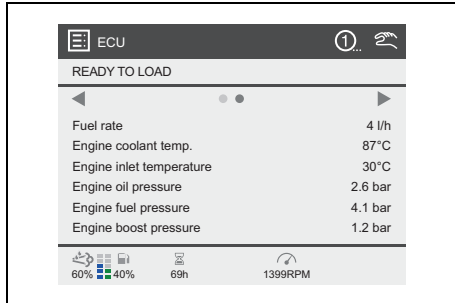 ECU 1...
READY TO LOAD
Fuel rate 4 l/h
Engine coolant temp. 87°C
Engine inlet temperature 30°C
Engine oil pressure 2.6 bar
Engine fuel pressure 4.1 bar
Engine boost pressure 1.2 bar
60% 40% 69h 1399RPM